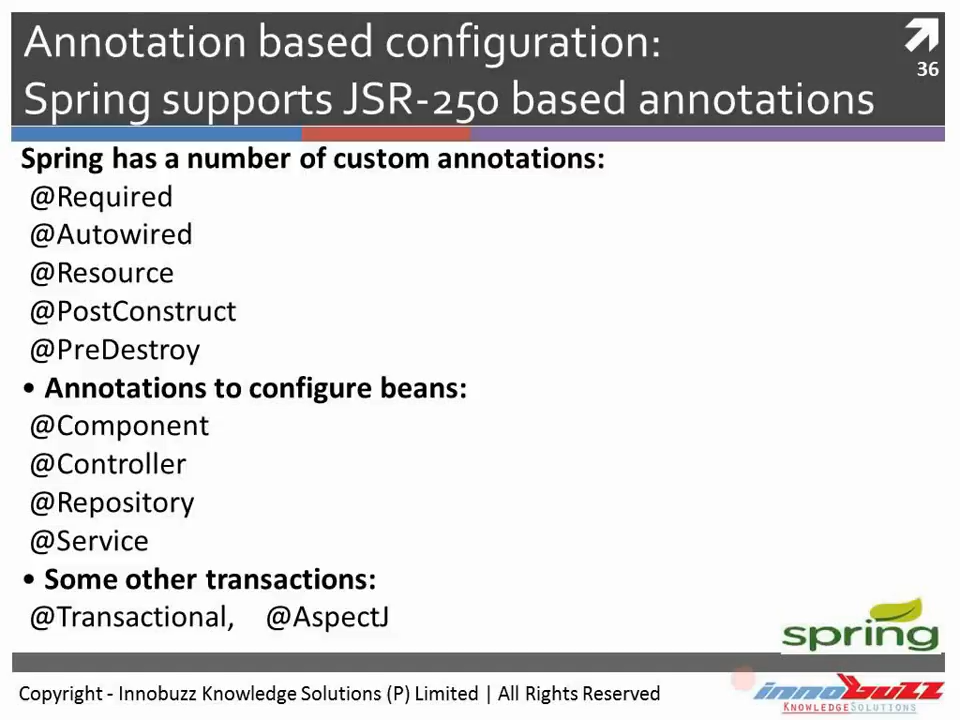 Annotation based configuration:
Spring supports JSR-250 based annotations
36
Spring has a number of custom annotations:
@Required
@Autowired
@Resource
@PostConstruct
@PreDestroy
• Annotations to configure beans:
@Component
@Controller
@Repository
@Service
• Some other transactions:
@Transactional, @AspectJ
spring
Copyright - Innobuzz Knowledge Solutions (P) Limited | All Rights Reserved
innobuzz
KNOWLEDGESOLUTIONS